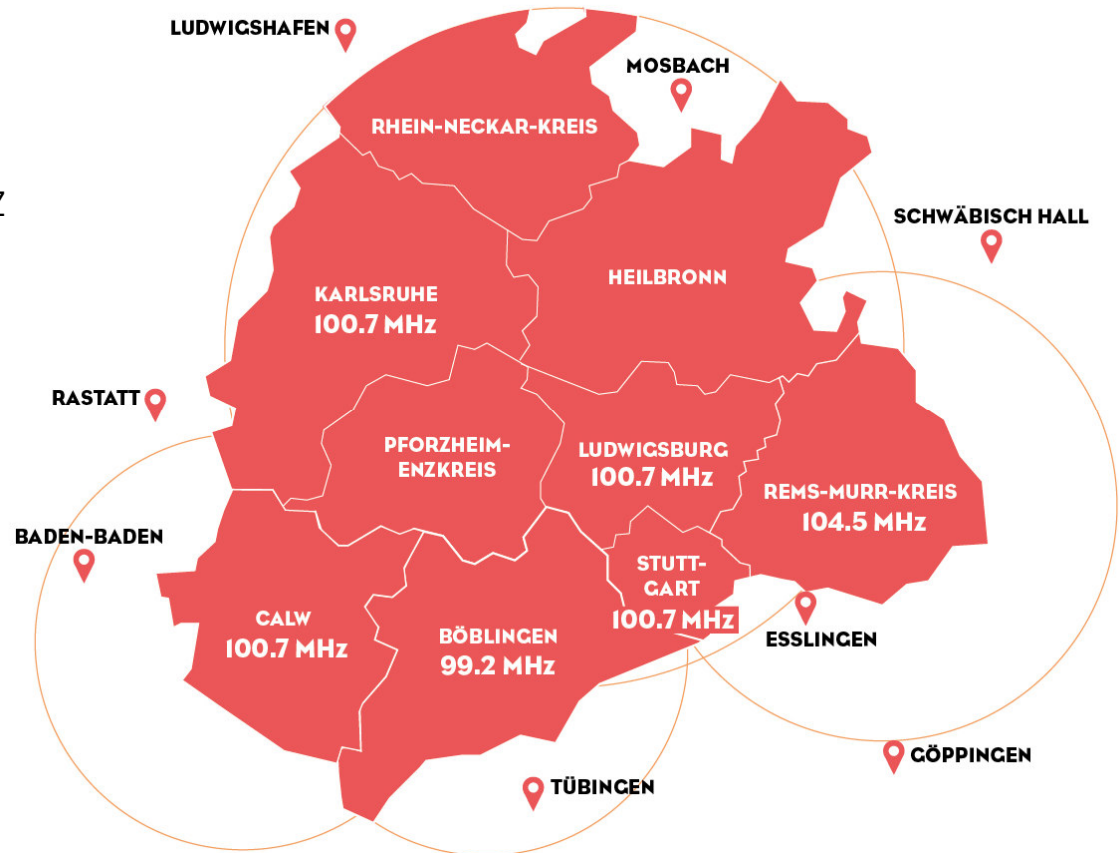 LUDWIGSHAFEN
MOSBACH
RHEIN-NECKAR-KREIS
Z
SCHWÄBISCH HALL
HEILBRONN
KARLSRUHE
100.7 MHz
RASTATT
PFORZHEIM-
ENZKREIS
LUDWIGSBURG
100.7 MHz
REMS-MURR-KREIS
104.5 MHz
BADEN-BADEN
STUTT-
GART
100.7 MHz
CALW
100.7 MHz
BÖBLINGEN
99.2 MHz
ESSLINGEN
GÖPPINGEN
TÜBINGEN